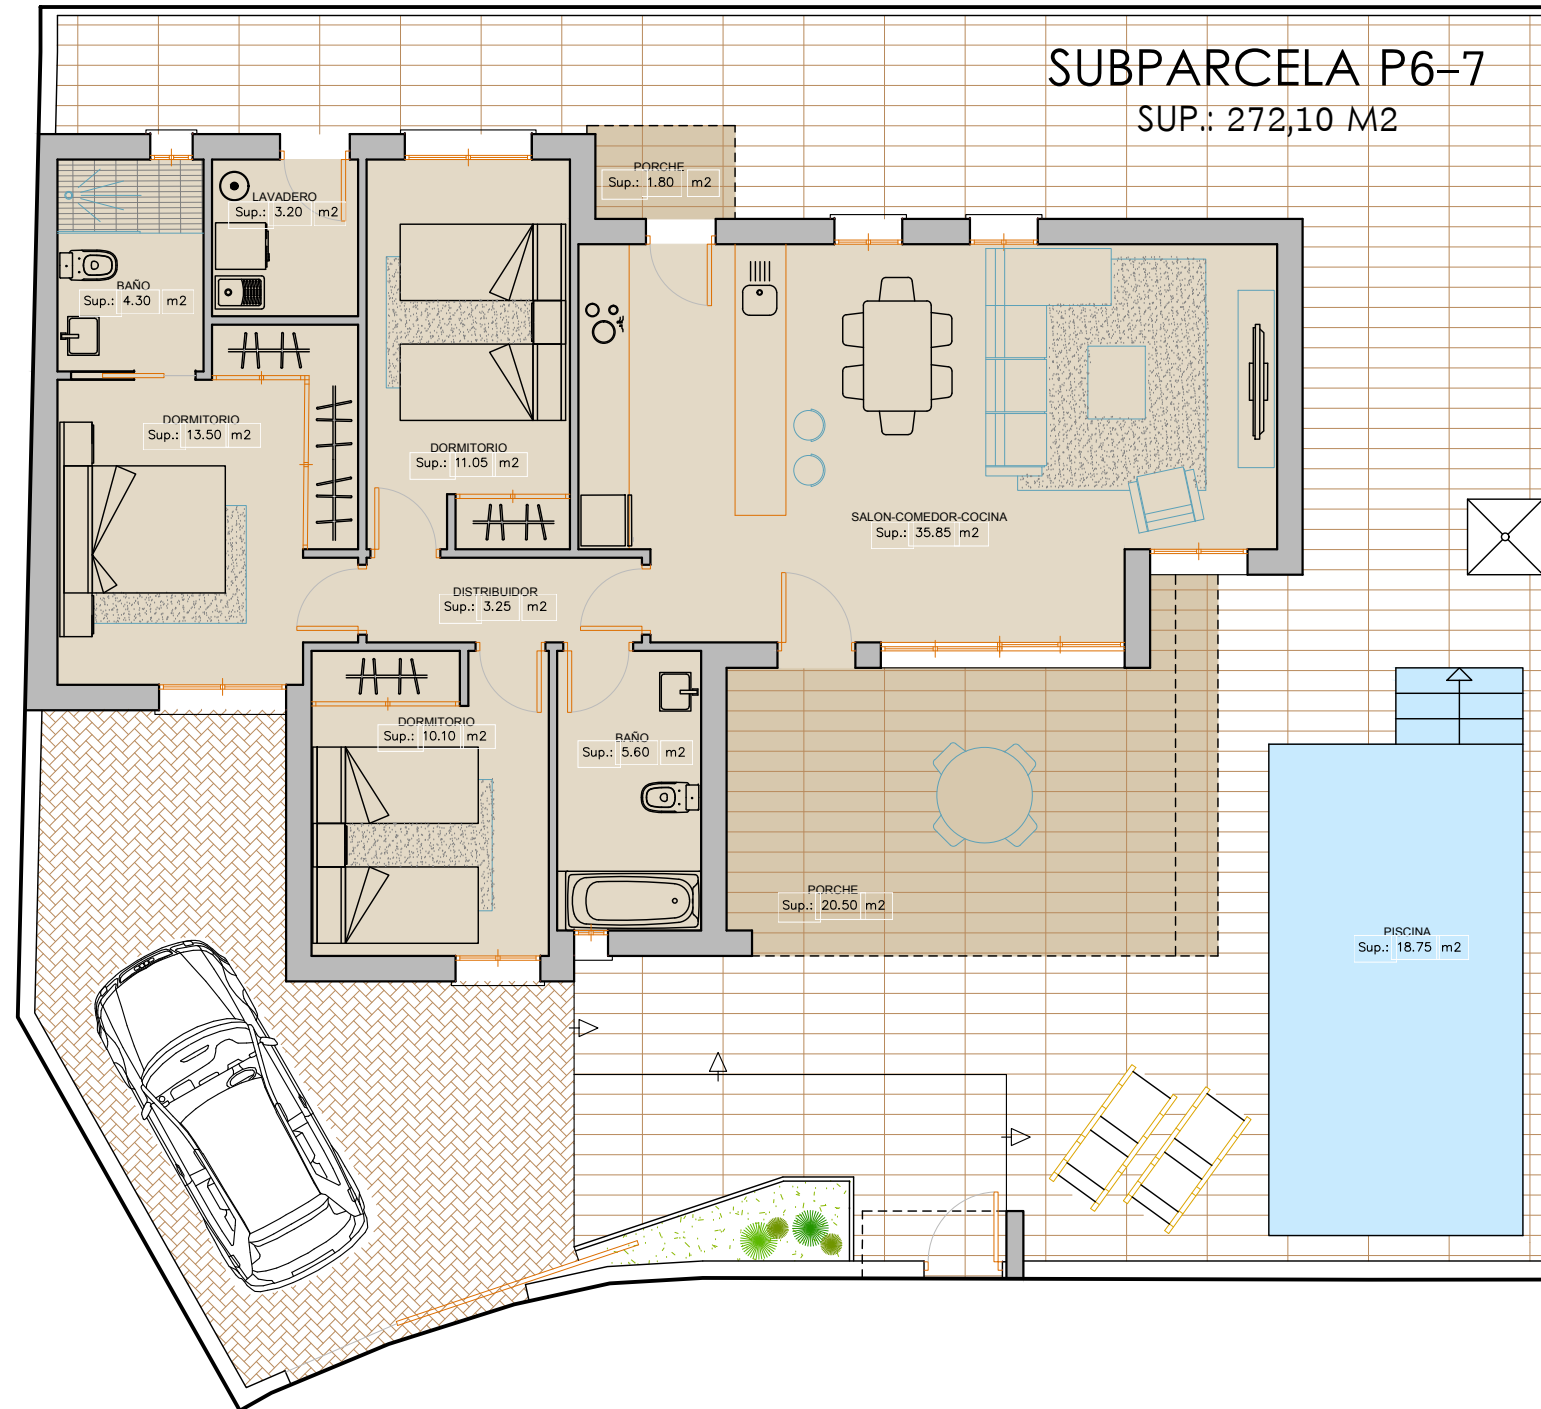 SUBPARCELA P6-7
SUP.: 272,10 M2
PORCHE
Sup.: 1.80 m2
LAVADERO
Sup.: 3.20 m2
BAÑO
Sup.: 4.30 m2
DORMITORIO
Sup.: 13.50 m2
DORMITORIO
Sup.: 11.05 m2
SALON-COMEDOR-COCINA
Sup.: 35.85 m2
DISTRIBUIDOR
Sup.: 3.25 m2
DORMITORIO
Sup.: 10.10 m2
BAÑO
Sup.: 5.60 m2
PORCHE
Sup.: 20.50 m2
PISCINA
Sup.: 18.75 m2